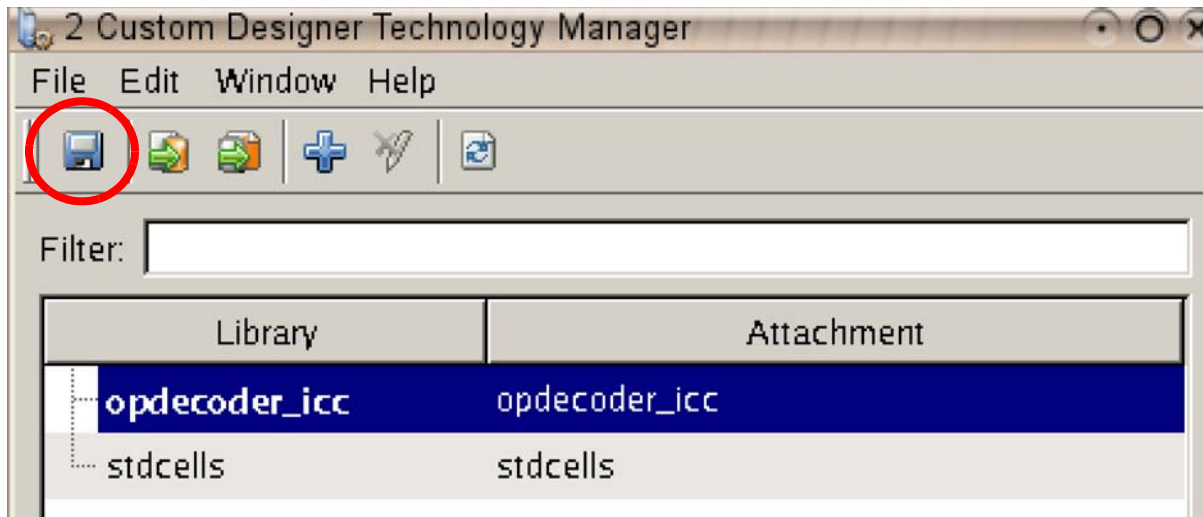 2 Custom Designer Technology Manager
File Edit Window Help
Filter:
Library Attachment
opdecoder_icc opdecoder_icc
stdcells stdcells